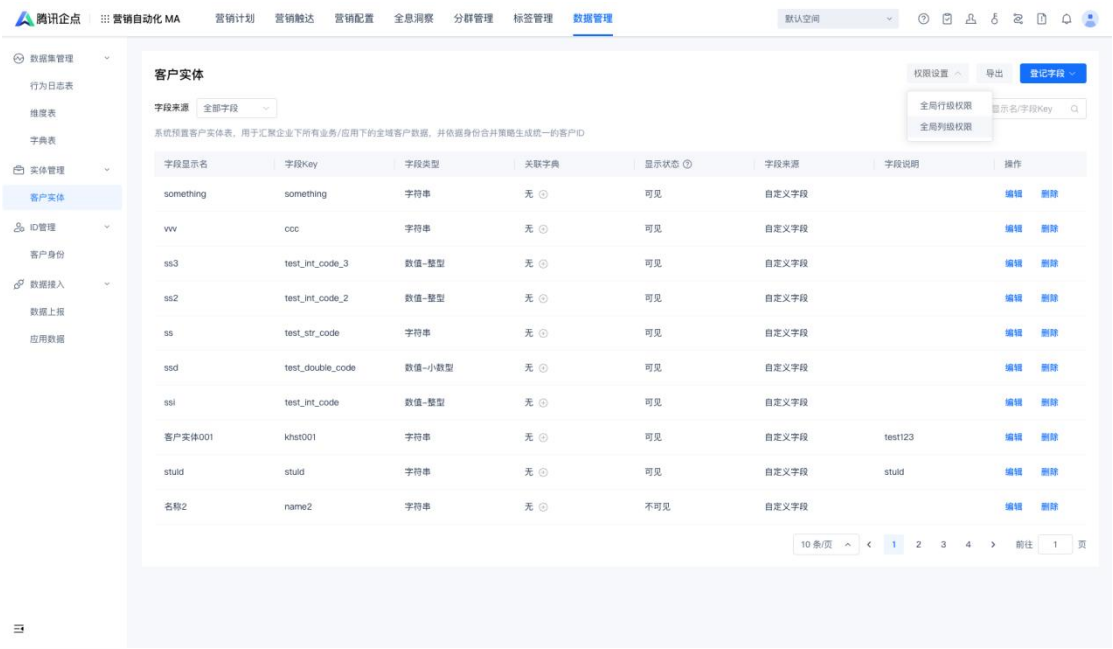 腾讯企点 营销自动化 MA 营销计划 营销触达 营销配置 全息洞察 分群管理 标签管理 数据管理 默认空间
数据集管理
行为日志表
维度表
字典表
实体管理
客户实体
ID管理
客户身份
数据接入
数据上报
应用数据
客户实体 权限设置 导出 登记字段
全局行级权限
全局列级权限
字段来源 全部字段 显示名/字段Key
系统预置客户实体表，用于汇聚企业下所有业务/应用下的全域客户数据，并依据身份合并策略生成统一的客户ID
字段显示名 字段Key 字段类型 关联字典 显示状态 字段来源 字段说明 操作
something something 字符串 无 可见 自定义字段 编辑 删除
vvv ccc 字符串 无 可见 自定义字段 编辑 删除
ss3 test_int_code_3 数值-整型 无 可见 自定义字段 编辑 删除
ss2 test_int_code_2 数值-整型 无 可见 自定义字段 编辑 删除
ss test_str_code 字符串 无 可见 自定义字段 编辑 删除
ssd test_double_code 数值-小数型 无 可见 自定义字段 编辑 删除
ssi test_int_code 数值-整型 无 可见 自定义字段 编辑 删除
客户实体001 khst001 字符串 无 可见 自定义字段 test123 编辑 删除
stuId stuId 字符串 无 可见 自定义字段 stuId 编辑 删除
名称2 name2 字符串 无 不可见 自定义字段 编辑 删除
10 条/页 1 2 3 4 前往 1 页